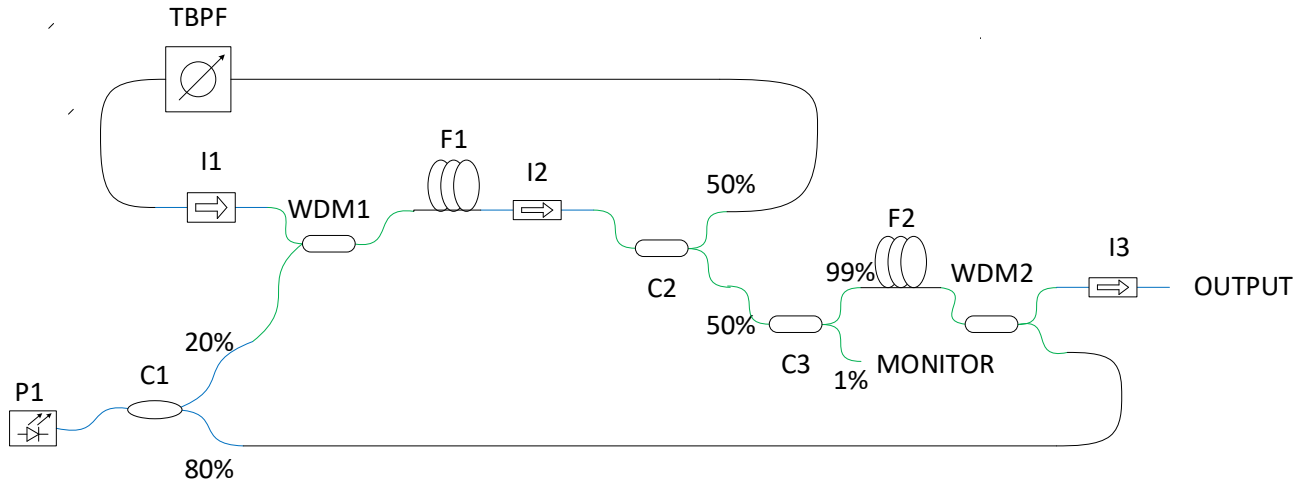 TBPF
F1
I1
I2
50%
WDM1
F2
I3
99%
WDM2
C2
OUTPUT
50%
20%
C3
MONITOR
C1
1%
P1
80%